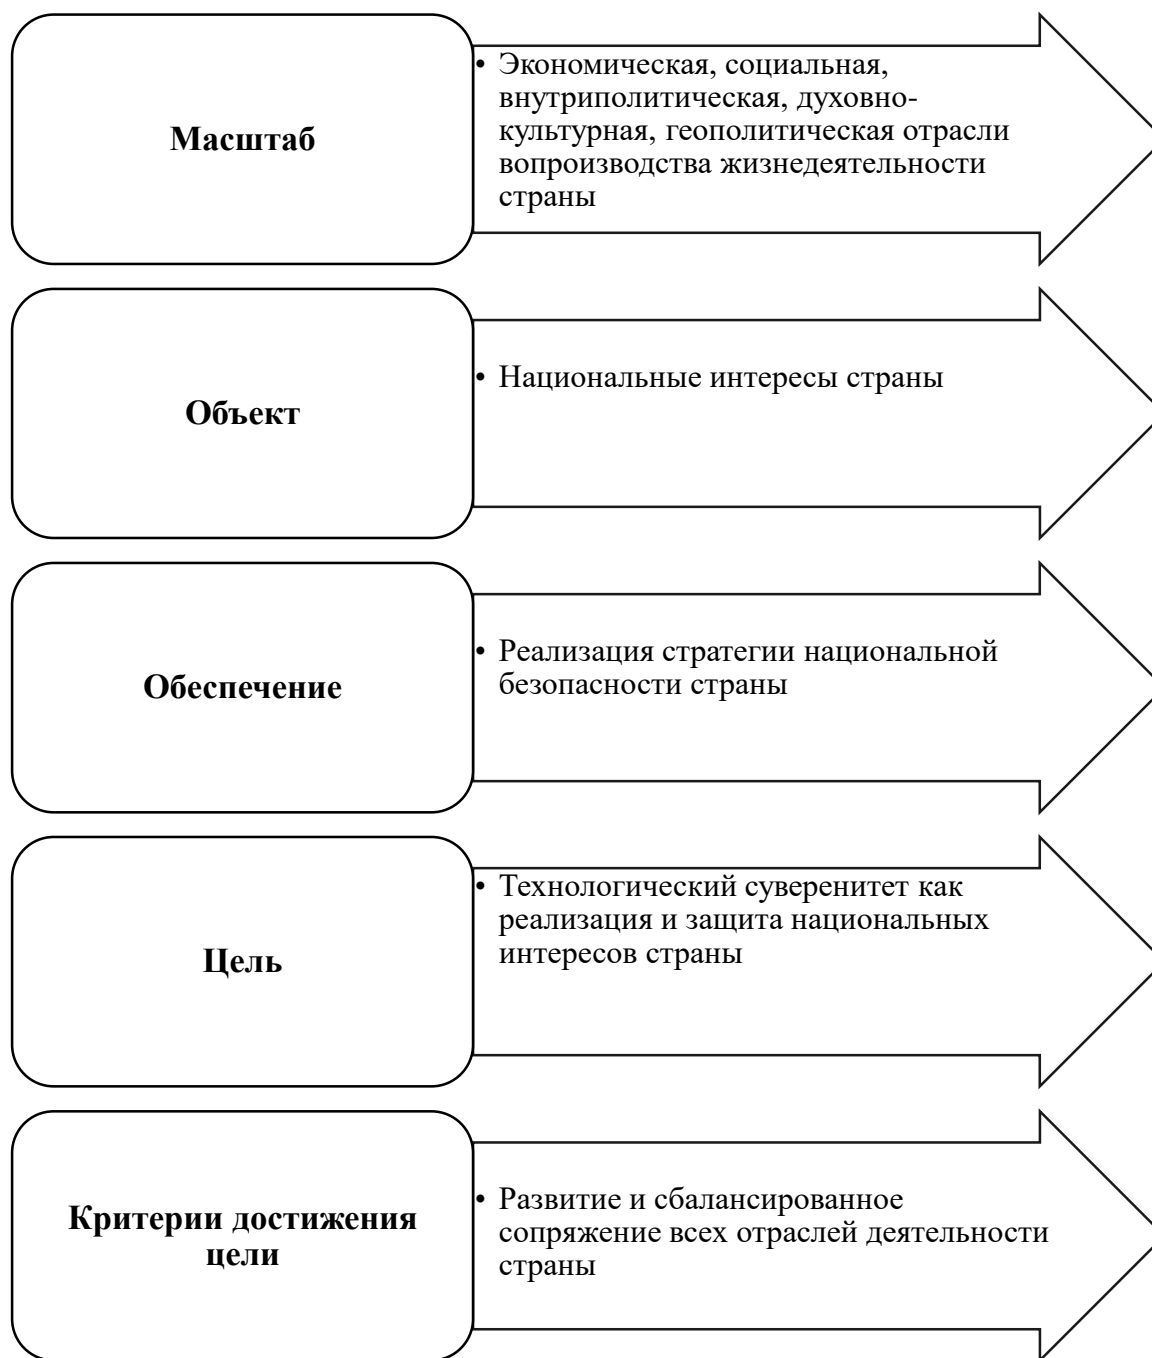 Масштаб
• Экономическая, социальная,
внутриполитическая, духовно-
культурная, геополитическая отрасли
вопроизводства жизнедеятельности
страны
Объект
• Национальные интересы страны
Обеспечение
• Реализация стратегии национальной
безопасности страны
Цель
• Технологический суверенитет как
реализация и защита национальных
интересов страны
Критерии достижения
цели
• Развитие и сбалансированное
сопряжение всех отраслей деятельности
страны